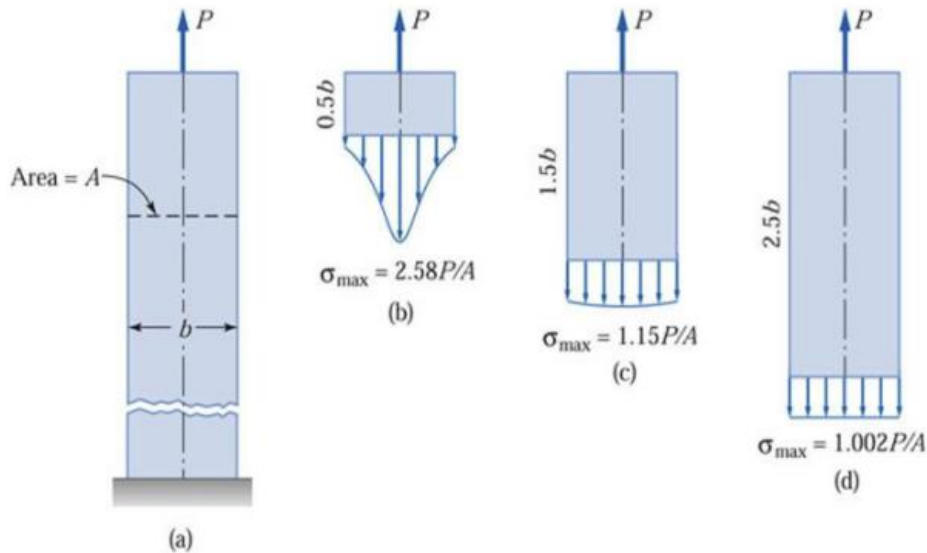 P
Area = A
b
(a)
P
0.5b
σmax = 2.58P/A
(b)
P
1.5b
σmax = 1.15P/A
(c)
P
2.5b
σmax = 1.002P/A
(d)